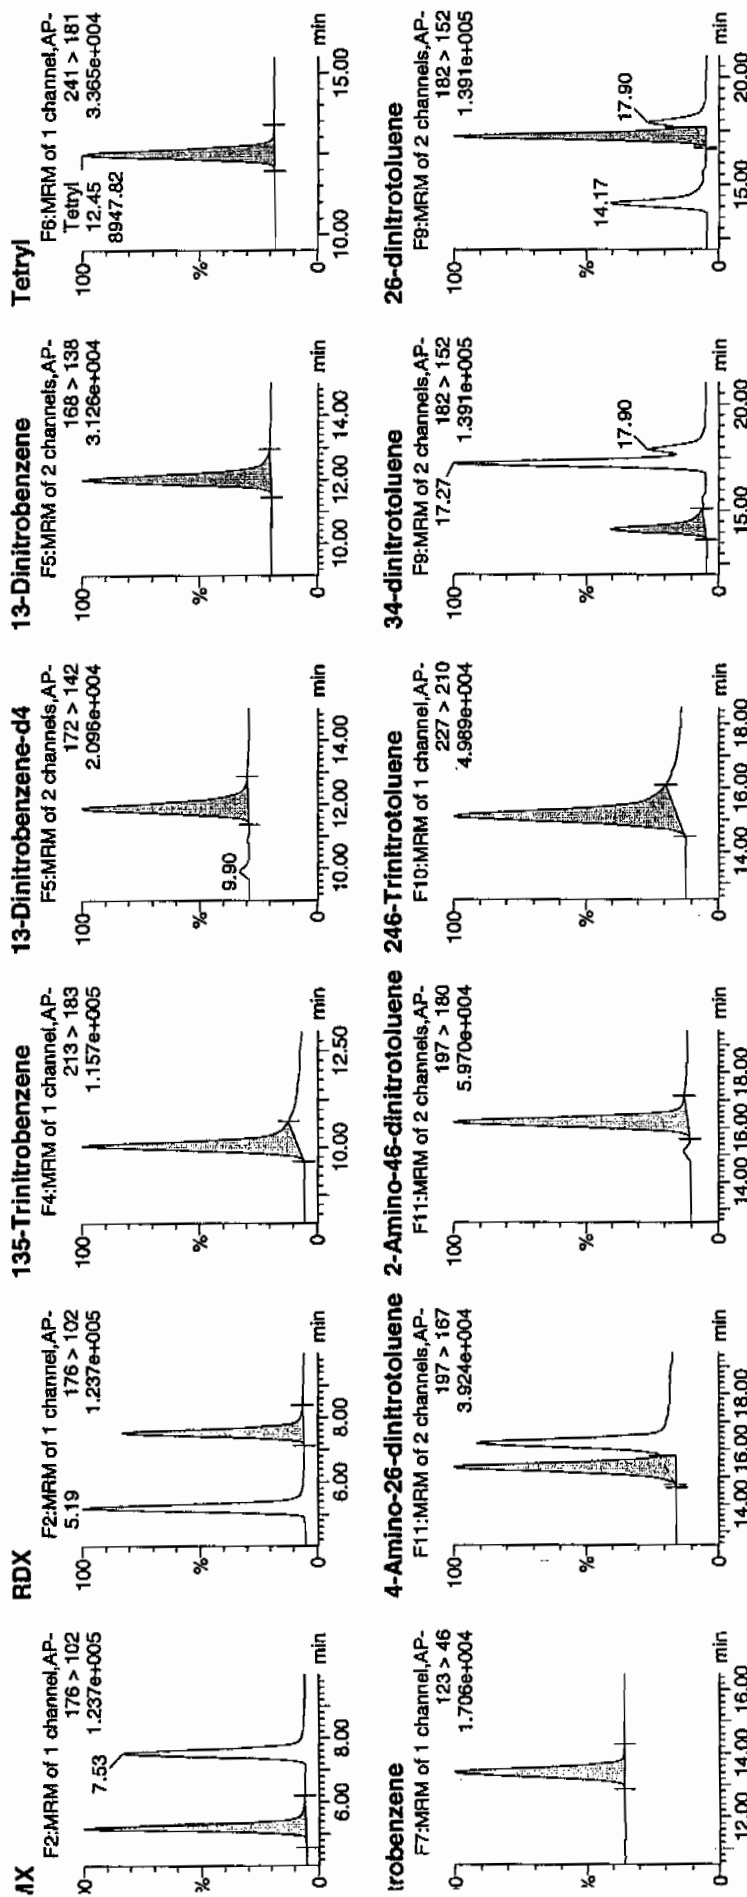 F2:MRM of 1 channel,AP-
176 > 102
1.237e+005
7.53
%
0
6.00
8.00
min
RDX
F2:MRM of 1 channel,AP-
176 > 102
1.237e+005
5.19
100
%
0
6.00
8.00
min
135-Trinitrobenzene
F4:MRM of 1 channel,AP-
213 > 183
1.157e+005
100
%
0
10.00
12.50
min
13-Dinitrobenzene-d4
F5:MRM of 2 channels,AP-
172 > 142
2.096e+004
9.90
100
%
0
10.00
12.00
14.00
min
13-Dinitrobenzene
F5:MRM of 2 channels,AP-
168 > 138
3.126e+004
100
%
0
10.00
12.00
14.00
min
Tetryl
F6:MRM of 1 channel,AP-
241 > 181
3.365e+004
Tetryl
12.45
8947.82
100
%
0
10.00
15.00
min
trobenzene
F7:MRM of 1 channel,AP-
123 > 46
1.706e+004
%
0
12.00
14.00
16.00
min
4-Amino-26-dinitrotoluene
F11:MRM of 2 channels,AP-
197 > 167
3.924e+004
100
%
0
14.00
16.00
18.00
min
2-Amino-46-dinitrotoluene
F11:MRM of 2 channels,AP-
197 > 180
5.970e+004
100
%
0
14.00
16.00
18.00
min
246-Trinitrotoluene
F10:MRM of 1 channel,AP-
227 > 210
4.989e+004
100
%
0
14.00
16.00
18.00
min
34-dinitrotoluene
F9:MRM of 2 channels,AP-
182 > 152
1.391e+005
17.27
17.90
100
%
0
15.00
20.00
min
26-dinitrotoluene
F9:MRM of 2 channels,AP-
182 > 152
1.391e+005
14.17
17.90
100
%
0
15.00
20.00
min